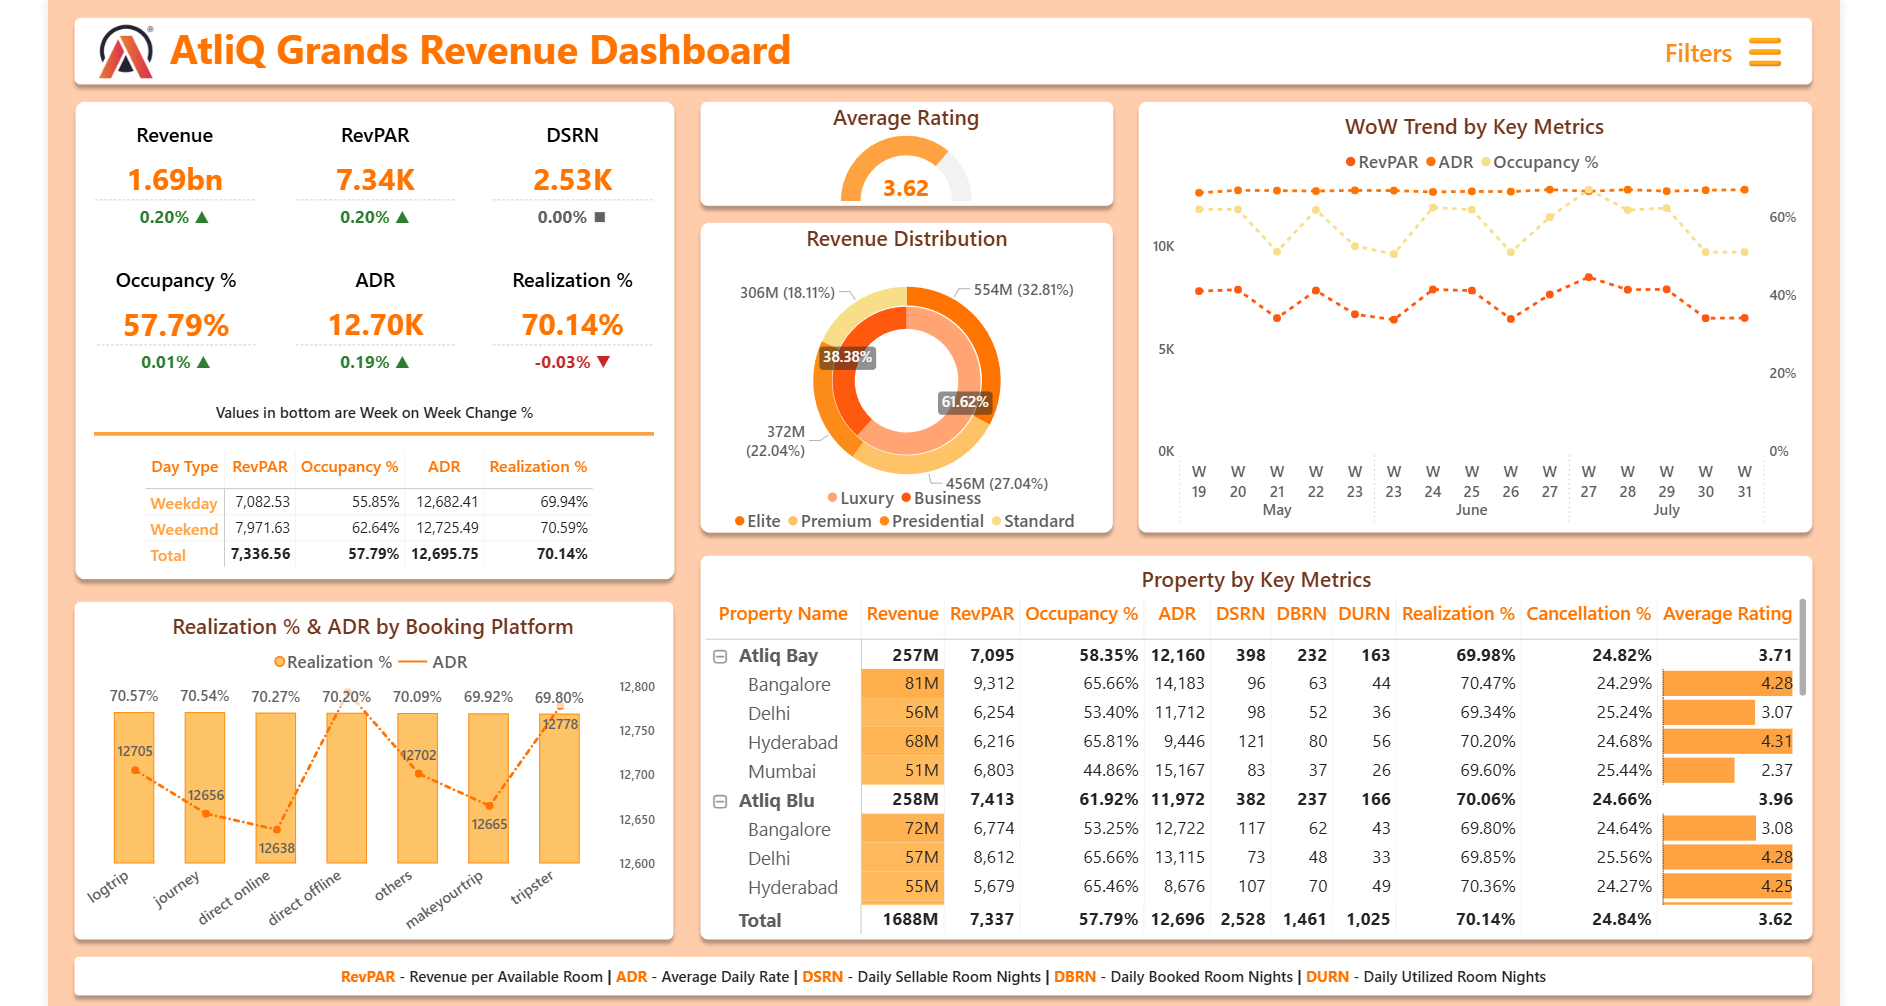 AtliQ Grands Revenue Dashboard
Filters
Revenue RevPAR DSRN
1.69bn 7.34K 2.53K
0.20% ▲ 0.20% ▲ 0.00% ■
Occupancy % ADR Realization %
57.79% 12.70K 70.14%
0.01% ▲ 0.19% ▲ -0.03% ▼
Values in bottom are Week on Week Change %
Day Type RevPAR Occupancy % ADR Realization %
Weekday 7,082.53 55.85% 12,682.41 69.94%
Weekend 7,971.63 62.64% 12,725.49 70.59%
Total 7,336.56 57.79% 12,695.75 70.14%
Average Rating
3.62
Revenue Distribution
306M (18.11%) 554M (32.81%)
38.38%
61.62%
372M
(22.04%)
456M (27.04%)
Luxury Business
Elite Premium Presidential Standard
WoW Trend by Key Metrics
RevPAR ADR Occupancy %
60%
10K
40%
5K
20%
0K 0%
W W W W W W W W W W W W W W W
19 20 21 22 23 23 24 25 26 27 27 28 29 30 31
May June July
Realization % & ADR by Booking Platform
Realization % ADR
70.57% 70.54% 70.27% 70.20% 70.09% 69.92% 69.80%
12,800
12,750
12,700
12,650
12,600
12705
12656
12638
12702
12665
12778
logtrip journey direct online direct offline others makeyourtrip tripster
Property by Key Metrics
Property Name Revenue RevPAR Occupancy % ADR DSRN DBRN DURN Realization % Cancellation % Average Rating
Atliq Bay 257M 7,095 58.35% 12,160 398 232 163 69.98% 24.82% 3.71
Bangalore 81M 9,312 65.66% 14,183 96 63 44 70.47% 24.29% 4.28
Delhi 56M 6,254 53.40% 11,712 98 52 36 69.34% 25.24% 3.07
Hyderabad 68M 6,216 65.81% 9,446 121 80 56 70.20% 24.68% 4.31
Mumbai 51M 6,803 44.86% 15,167 83 37 26 69.60% 25.44% 2.37
Atliq Blu 258M 7,413 61.92% 11,972 382 237 166 70.06% 24.66% 3.96
Bangalore 72M 6,774 53.25% 12,722 117 62 43 69.80% 24.64% 3.08
Delhi 57M 8,612 65.66% 13,115 73 48 33 69.85% 25.56% 4.28
Hyderabad 55M 5,679 65.46% 8,676 107 70 49 70.36% 24.27% 4.25
Total 1688M 7,337 57.79% 12,696 2,528 1,461 1,025 70.14% 24.84% 3.62
RevPAR - Revenue per Available Room | ADR - Average Daily Rate | DSRN - Daily Sellable Room Nights | DBRN - Daily Booked Room Nights | DURN - Daily Utilized Room Nights